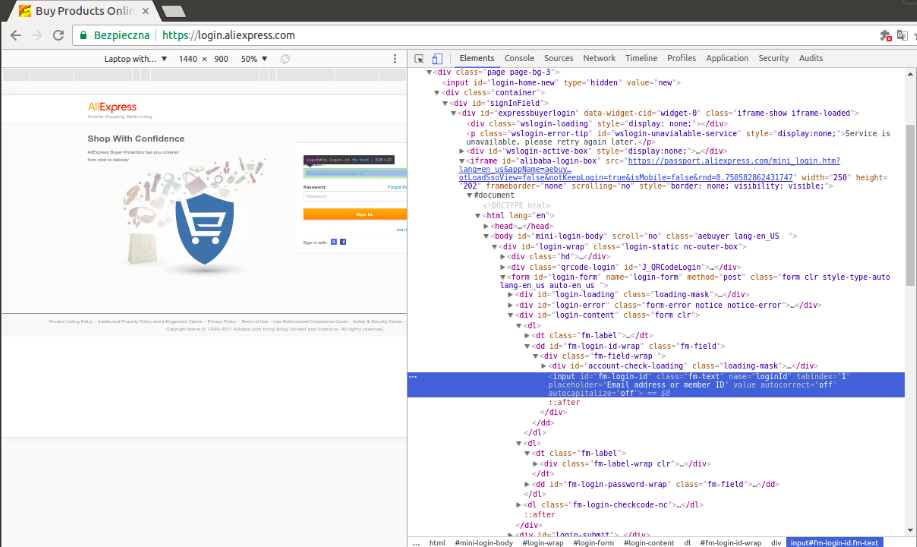 Buy Products Onlin
Bezpieczna
https://login.aliexpress.com
Laptop with... ▼ 1440 × 900 50% ▼
Elements Console Sources Network Timeline Profiles Application Security Audits
AliExpress
Smarter Shopping, Better Living
Shop With Confidence
AliExpress Buyer Protection has you covered
from click to delivery
input#fm-login-id.fm-text | 328×27
Password:
Forgot Pa
Password
Sign In
Join
Sign in with:
Product Listing Policy - Intellectual Property Policy and Infringement Claims - Privacy Policy - Terms of Use - Law Enforcement Compliance Guide - Safety & Security Center
Copyright Notice © 1999-2017 Alibaba.com Hong Kong Limited and licensors. All rights reserved.
▼<div class="page page-bg-3">
<input id="login-home-new" type="hidden" value="new">
▼<div class="container">
▼<div id="signInField">
▼<div id="expressbuyerlogin" data-widget-cid="widget-0" class="iframe-show iframe-loaded">
<div class="wslogin-loading" style="display: none;"></div>
<p class="wslogin-error-tip" id="wslogin-unavialable-service" style="display:none;">Service is
unavailable, please retry again later.</p>
▶<div id="wslogin-active-box" style="display:none;">…</div>
▼<iframe id="alibaba-login-box" src="https://passport.aliexpress.com/mini_login.htm?
lang=en_us&appName=aebuy…
otLoadSsoView=false&notKeepLogin=true&isMobile=false&rnd=0.750582862431747" width="250" height=
"202" frameborder="none" scrolling="no" style="border: none; visibility: visible;">
▼#document
<!DOCTYPE html>
▼<html lang="en">
▶<head>…</head>
▼<body id="mini-login-body" scroll="no" class="aebuyer lang-en_US  ">
▼<div id="login-wrap" class="login-static nc-outer-box">
▶<div class="hd">…</div>
▶<div class="qrcode-login" id="J_QRCodeLogin">…</div>
▼<form id="login-form" name="login-form" method="post" class="form clr style-type-auto
lang-en_us auto-en_us ">
▶<div id="login-loading" class="loading-mask">…</div>
▶<div id="login-error" class="form-error notice notice-error">…</div>
▼<div id="login-content" class="form clr">
▼<dl>
▶<dt class="fm-label">…</dt>
▼<dd id="fm-login-id-wrap" class="fm-field">
▼<div class="fm-field-wrap ">
▶<div id="account-check-loading" class="loading-mask">…</div>
… <input id="fm-login-id" class="fm-text" name="loginId" tabindex="1"
placeholder="Email address or member ID" value autocorrect="off"
autocapitalize="off"> == $0
::after
</div>
</dd>
</dl>
▼<dl>
▼<dt class="fm-label">
▶<div class="fm-label-wrap clr">…</div>
</dt>
▶<dd id="fm-login-password-wrap" class="fm-field">…</dd>
</dl>
▶<dl class="fm-login-checkcode-nc">…</dl>
::after
</div>
▶<div id="login-submit">…</div>
… html #mini-login-body #login-wrap #login-form #login-content dl #fm-login-id-wrap div input#fm-login-id.fm-text